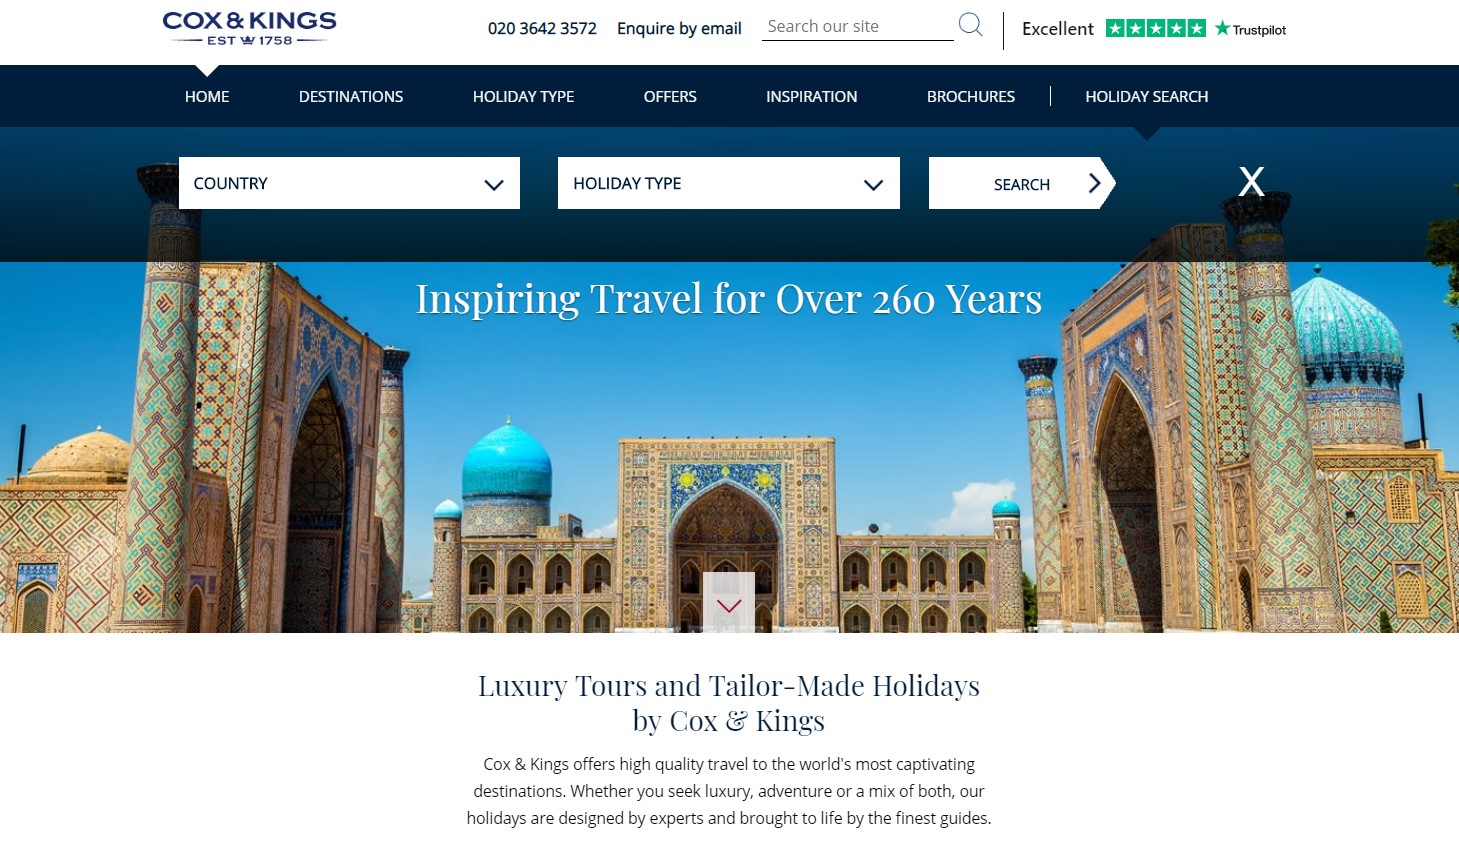 COX & KINGS
EST 1758
020 3642 3572
Enquire by email
Search our site
Excellent
Trustpilot
HOME
DESTINATIONS
HOLIDAY TYPE
OFFERS
INSPIRATION
BROCHURES
HOLIDAY SEARCH
COUNTRY
HOLIDAY TYPE
SEARCH
X
Inspiring Travel for Over 260 Years
Luxury Tours and Tailor-Made Holidays
by Cox & Kings
Cox & Kings offers high quality travel to the world's most captivating
destinations. Whether you seek luxury, adventure or a mix of both, our
holidays are designed by experts and brought to life by the finest guides.